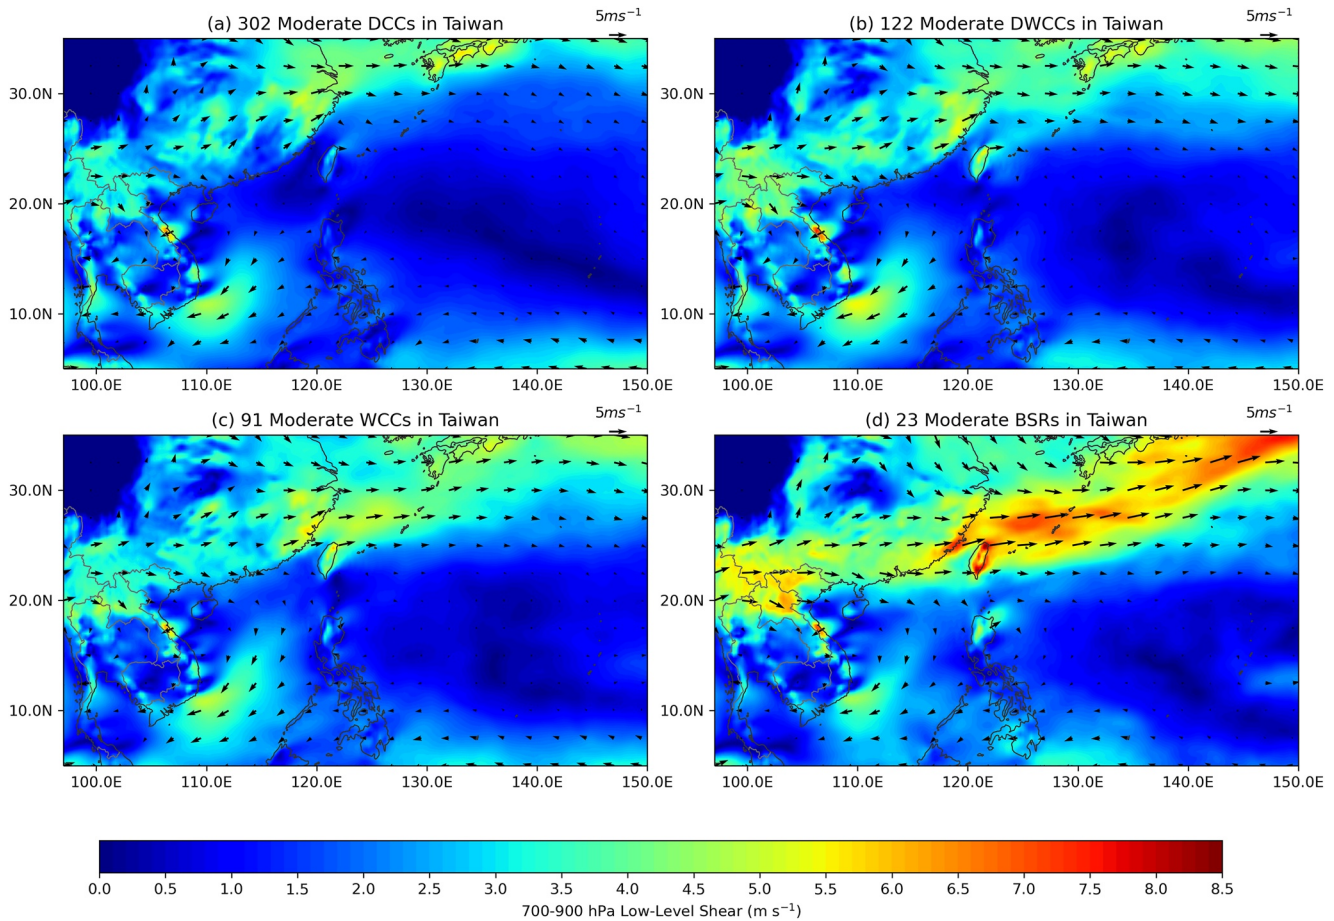 (a) 302 Moderate DCCs in Taiwan
5ms⁻¹
(b) 122 Moderate DWCCs in Taiwan
5ms⁻¹
30.0N
20.0N
10.0N
100.0E 110.0E 120.0E 130.0E 140.0E 150.0E
30.0N
20.0N
10.0N
100.0E 110.0E 120.0E 130.0E 140.0E 150.0E
(c) 91 Moderate WCCs in Taiwan
5ms⁻¹
(d) 23 Moderate BSRs in Taiwan
5ms⁻¹
30.0N
20.0N
10.0N
100.0E 110.0E 120.0E 130.0E 140.0E 150.0E
30.0N
20.0N
10.0N
100.0E 110.0E 120.0E 130.0E 140.0E 150.0E
0.0 0.5 1.0 1.5 2.0 2.5 3.0 3.5 4.0 4.5 5.0 5.5 6.0 6.5 7.0 7.5 8.0 8.5
700-900 hPa Low-Level Shear (m s⁻¹)